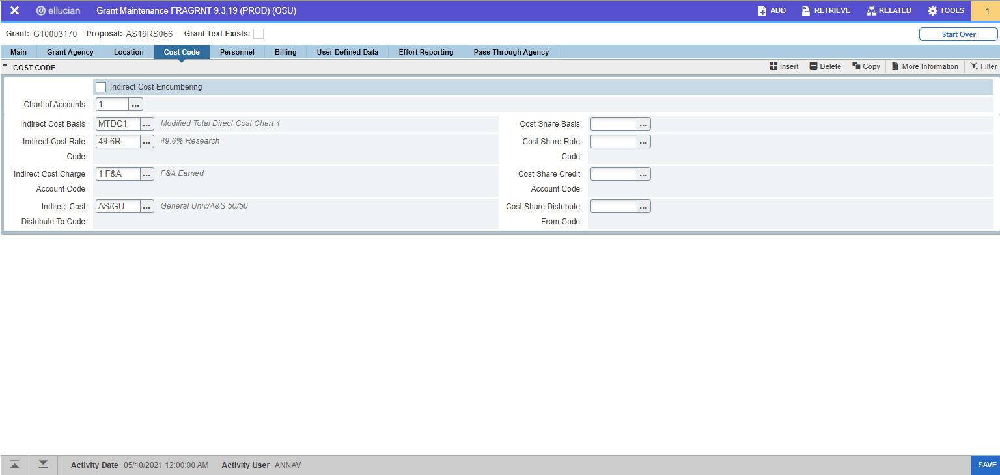 ✕ ellucian Grant Maintenance FRAGRNT 9.3.19 (PROD) (OSU) ADD RETRIEVE RELATED TOOLS 1
Grant: G10003170 Proposal: AS19RS066 Grant Text Exists: Start Over
Main Grant Agency Location Cost Code Personnel Billing User Defined Data Effort Reporting Pass Through Agency
COST CODE Insert Delete Copy More Information Filter
Indirect Cost Encumbering
Chart of Accounts 1 ...
Indirect Cost Basis MTDC1 ... Modified Total Direct Cost Chart 1 Cost Share Basis ...
Indirect Cost Rate 49.6R ... 49.6% Research Cost Share Rate ...
Code Code
Indirect Cost Charge 1 F&A ... F&A Earned Cost Share Credit ...
Account Code Account Code
Indirect Cost AS/GU ... General Univ/A&S 50/50 Cost Share Distribute ...
Distribute To Code From Code
Activity Date 05/10/2021 12:00:00 AM Activity User ANNAV SAVE